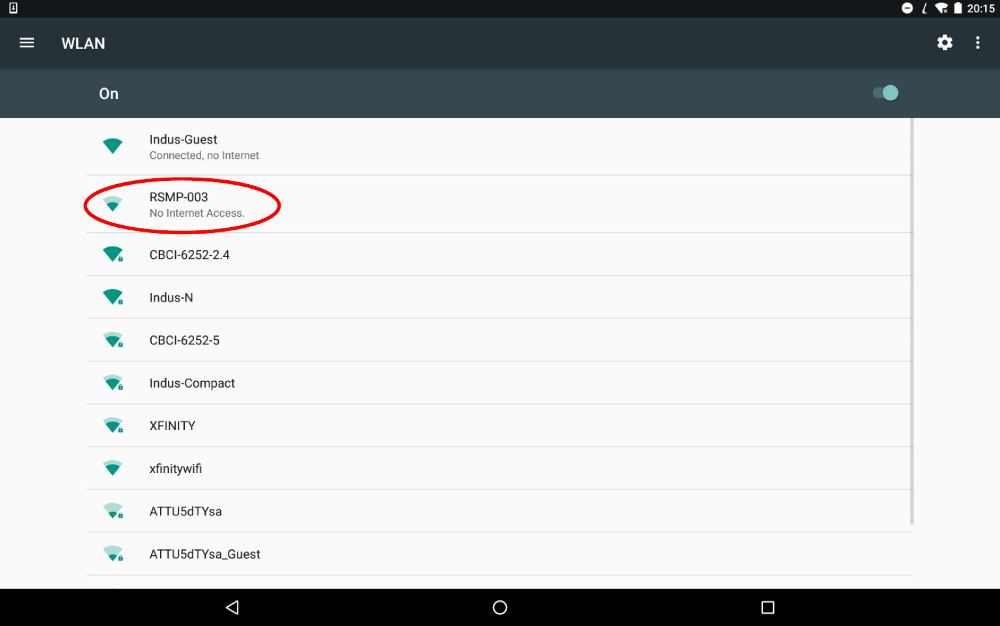 20:15
WLAN
On
Indus-Guest
Connected, no Internet
RSMP-003
No Internet Access.
CBCI-6252-2.4
Indus-N
CBCI-6252-5
Indus-Compact
XFINITY
xfinitywifi
ATTU5dTYsa
ATTU5dTYsa_Guest